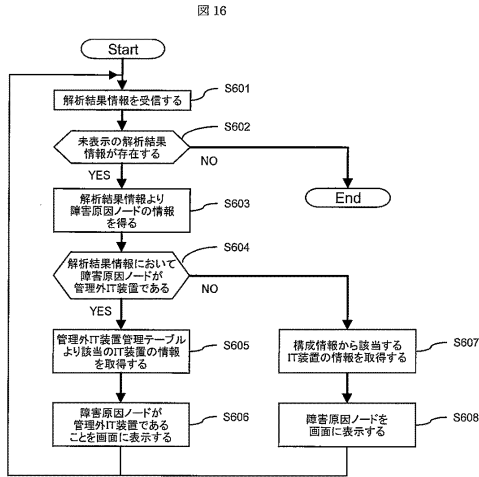 図 16
Start
解析結果情報を受信する
S601
未表示の解析結果
情報が存在する
S602
YES
NO
End
解析結果情報より
障害原因ノードの情報
を得る
S603
解析結果情報において
障害原因ノードが
管理外IT装置である
S604
YES
NO
管理外IT装置管理テーブル
より該当のIT装置の情報
を取得する
S605
構成情報から該当する
IT装置の情報を取得する
S607
障害原因ノードが
管理外IT装置である
ことを画面に表示する
S606
障害原因ノードを
画面に表示する
S608